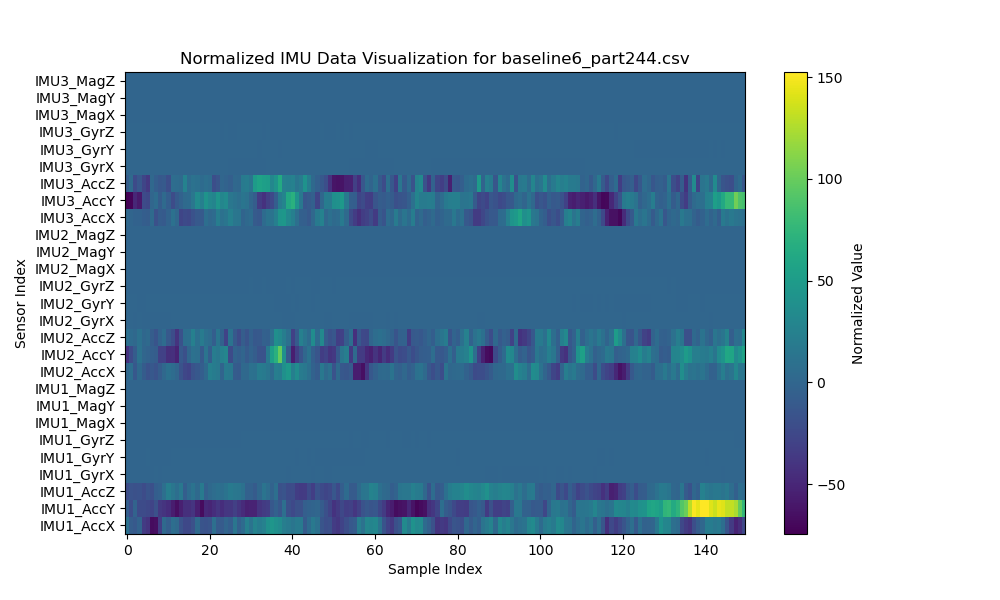 Normalized IMU Data Visualization for baseline6_part244.csv
IMU3_MagZ
IMU3_MagY
IMU3_MagX
IMU3_GyrZ
IMU3_GyrY
IMU3_GyrX
IMU3_AccZ
IMU3_AccY
IMU3_AccX
IMU2_MagZ
IMU2_MagY
IMU2_MagX
IMU2_GyrZ
IMU2_GyrY
IMU2_GyrX
IMU2_AccZ
IMU2_AccY
IMU2_AccX
IMU1_MagZ
IMU1_MagY
IMU1_MagX
IMU1_GyrZ
IMU1_GyrY
IMU1_GyrX
IMU1_AccZ
IMU1_AccY
IMU1_AccX
Sensor Index
0 20 40 60 80 100 120 140
Sample Index
150
100
50
0
−50
Normalized Value